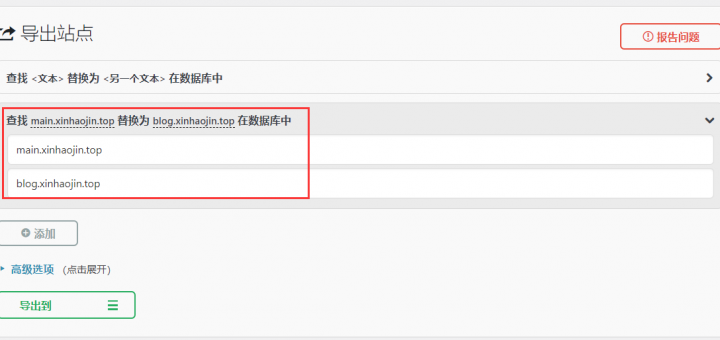 导出站点
报告问题
查找 <文本> 替换为 <另一个文本> 在数据库中
查找 main.xinhaojin.top 替换为 blog.xinhaojin.top 在数据库中
main.xinhaojin.top
blog.xinhaojin.top
添加
高级选项 (点击展开)
导出到